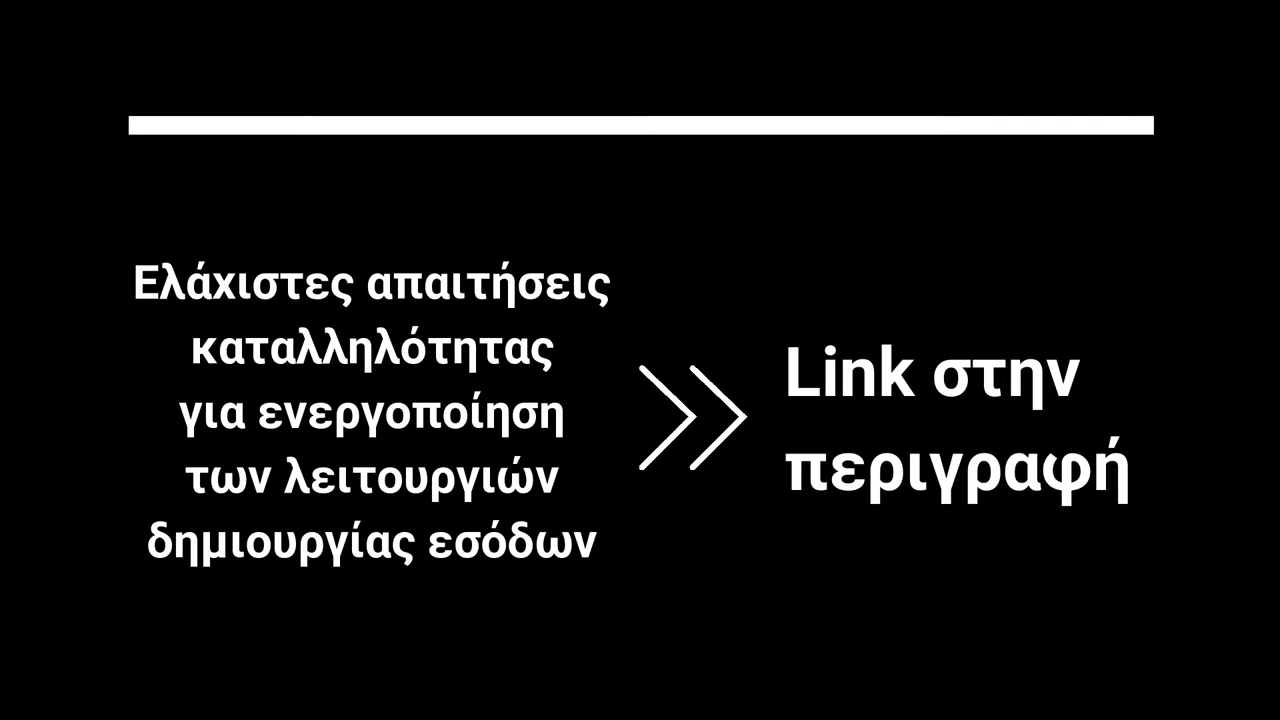 Ελάχιστες απαιτήσεις
καταλληλότητας
για ενεργοποίηση
των λειτουργιών
δημιουργίας εσόδων
Link στην
περιγραφή